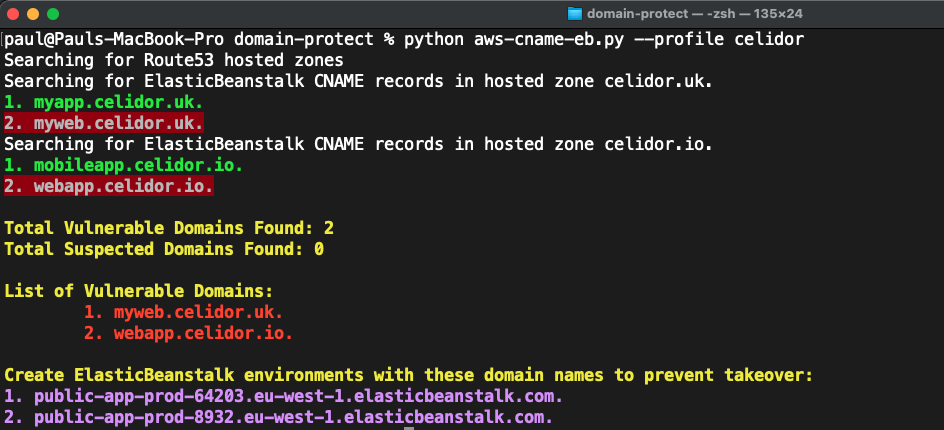 domain-protect — -zsh — 135×24
[paul@Pauls-MacBook-Pro domain-protect % python aws-cname-eb.py --profile celidor
Searching for Route53 hosted zones
Searching for ElasticBeanstalk CNAME records in hosted zone celidor.uk.
1. myapp.celidor.uk.
2. myweb.celidor.uk.
Searching for ElasticBeanstalk CNAME records in hosted zone celidor.io.
1. mobileapp.celidor.io.
2. webapp.celidor.io.
Total Vulnerable Domains Found: 2
Total Suspected Domains Found: 0
List of Vulnerable Domains:
1. myweb.celidor.uk.
2. webapp.celidor.io.
Create ElasticBeanstalk environments with these domain names to prevent takeover:
1. public-app-prod-64203.eu-west-1.elasticbeanstalk.com.
2. public-app-prod-8932.eu-west-1.elasticbeanstalk.com.